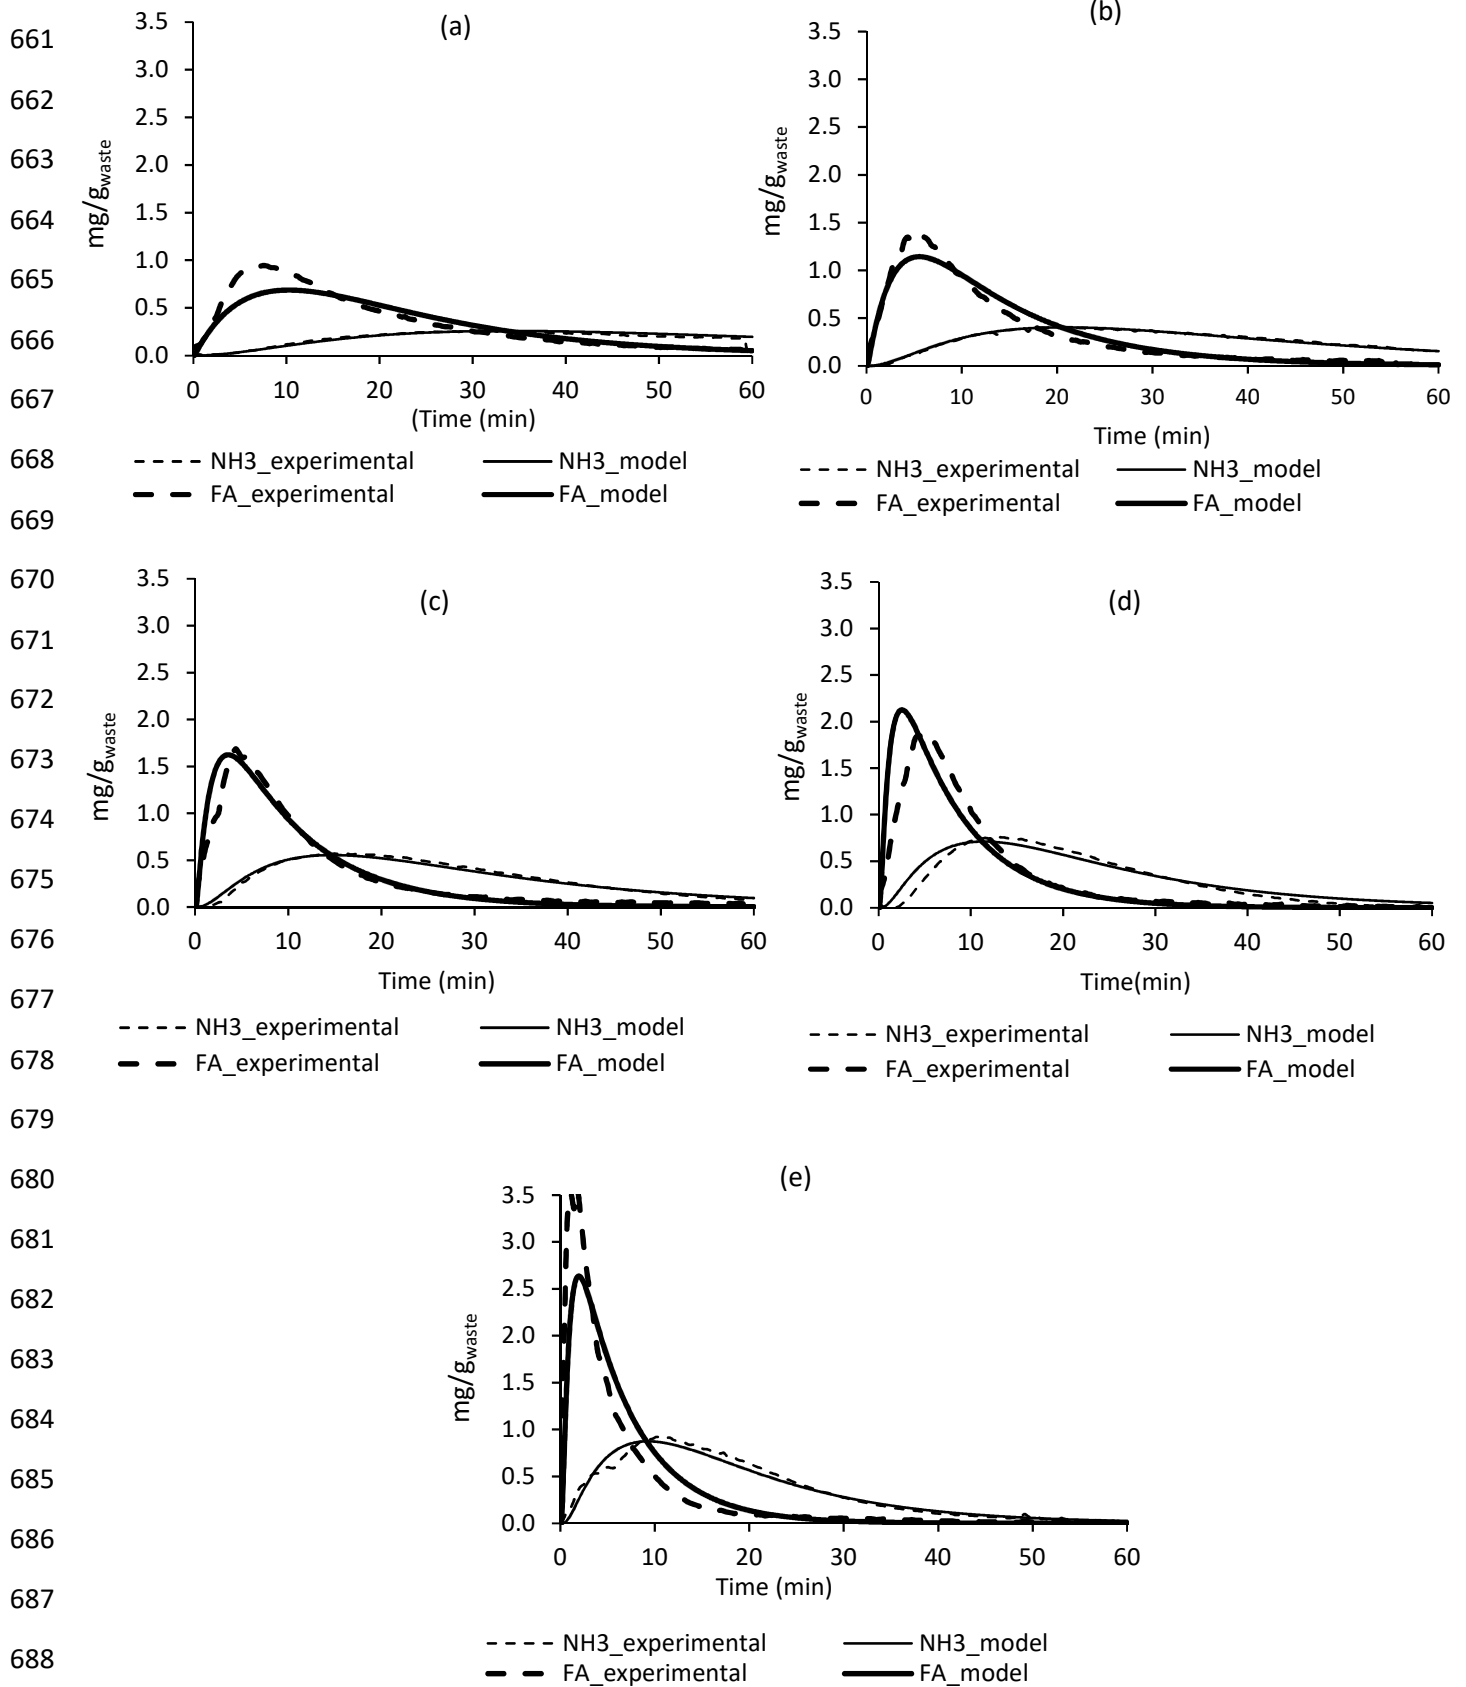 661
662
663
664
665
666
667
668
669
670
671
672
673
674
675
676
677
678
679
680
681
682
683
684
685
686
687
688
(a)
3.5
3.0
2.5
2.0
1.5
1.0
0.5
0.0
mg/gwaste
0 10 20 30 40 50 60
(Time (min)
NH3_experimental NH3_model
FA_experimental FA_model
(b)
3.5
3.0
2.5
2.0
1.5
1.0
0.5
0.0
mg/gwaste
0 10 20 30 40 50 60
Time (min)
NH3_experimental NH3_model
FA_experimental FA_model
(c)
3.5
3.0
2.5
2.0
1.5
1.0
0.5
0.0
mg/gwaste
0 10 20 30 40 50 60
Time (min)
NH3_experimental NH3_model
FA_experimental FA_model
(d)
3.5
3.0
2.5
2.0
1.5
1.0
0.5
0.0
mg/gwaste
0 10 20 30 40 50 60
Time(min)
NH3_experimental NH3_model
FA_experimental FA_model
(e)
3.5
3.0
2.5
2.0
1.5
1.0
0.5
0.0
mg/gwaste
0 10 20 30 40 50 60
Time (min)
NH3_experimental NH3_model
FA_experimental FA_model